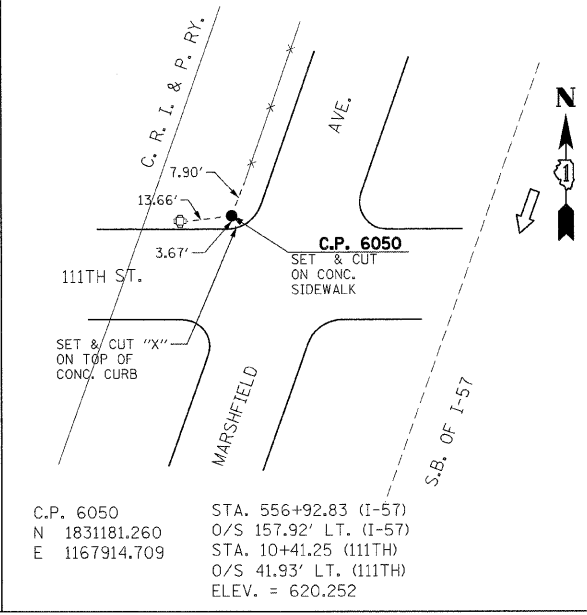 C. R. I. & P. RY.
AVE.
N
1
7.90'
13.66'
3.67'
C.P. 6050
SET & CUT
ON CONC.
SIDEWALK
111TH ST.
SET & CUT "X"
ON TOP OF
CONC. CURB
MARSHFIELD
S.B. OF I-57
C.P. 6050
N 1831181.260
E 1167914.709
STA. 556+92.83 (I-57)
O/S 157.92' LT. (I-57)
STA. 10+41.25 (111TH)
O/S 41.93' LT. (111TH)
ELEV. = 620.252